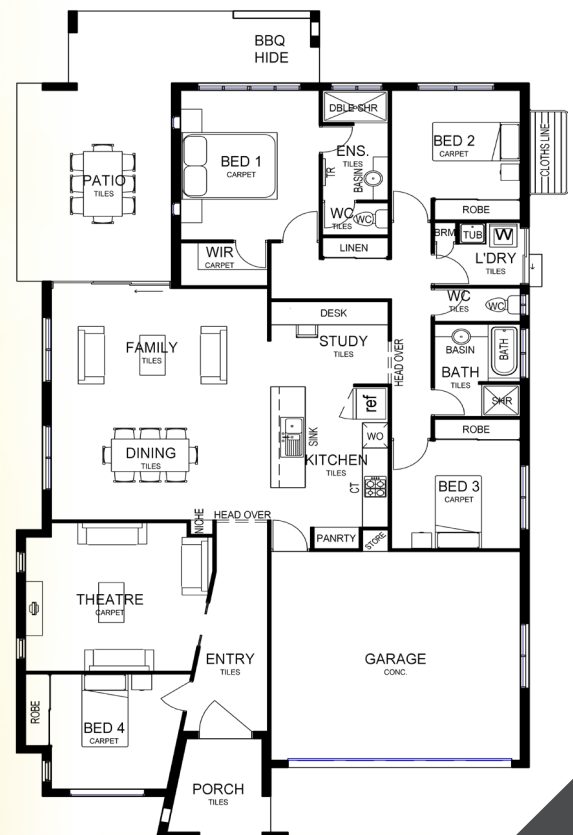 BBQ
HIDE
DBLE SHR
PATIO
TILES
BED 1
CARPET
ENS.
TILES
TR
BASIN
BED 2
CARPET
CLOTHS LINE
WC
TILES
WC
ROBE
WIR
CARPET
LINEN
BRM
TUB
W
L'DRY
TILES
WC
TILES
WC
DESK
STUDY
TILES
HEAD OVER
FAMILY
TILES
BASIN
BATH
BATH
TILES
ref
SHR
WO
ROBE
SINK
DINING
TILES
KITCHEN
TILES
CT
BED 3
CARPET
NICHE
HEAD OVER
PANRTY
STORE
THEATRE
CARPET
ENTRY
TILES
GARAGE
CONC.
ROBE
BED 4
CARPET
PORCH
TILES